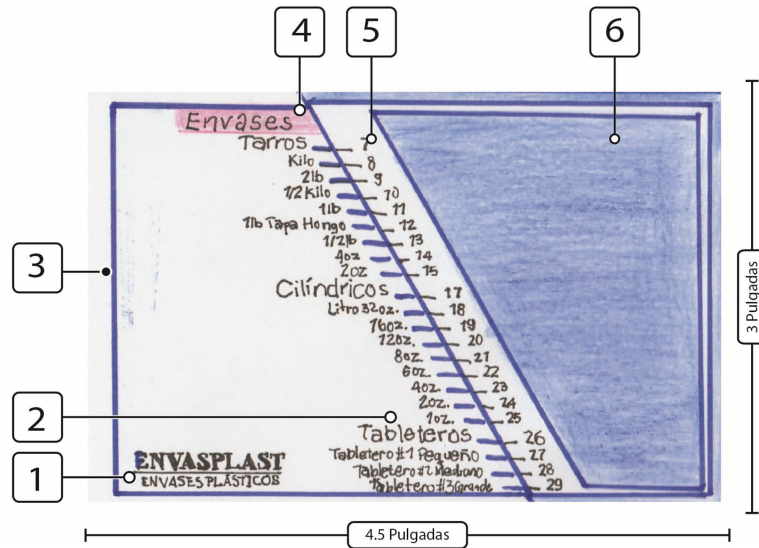 4 5 6
Envases
Tarros 7
Kilo 8
2lb 9
1/2 Kilo 10
1lb 11
1lb Tapa Hongo 12
1/2lb 13
4oz 14
2oz 15
Cilíndricos 17
Litro 32oz. 18
16oz. 19
12oz. 20
8oz. 21
6oz. 22
4oz. 23
2oz. 24
1oz. 25
Tableteros 26
Tabletero #1 Pequeño 27
Tabletero #2 Mediano 28
Tabletero #3 Grande 29
3
2
1
ENVASPLAST
ENVASES PLÁSTICOS
3 Pulgadas
4.5 Pulgadas